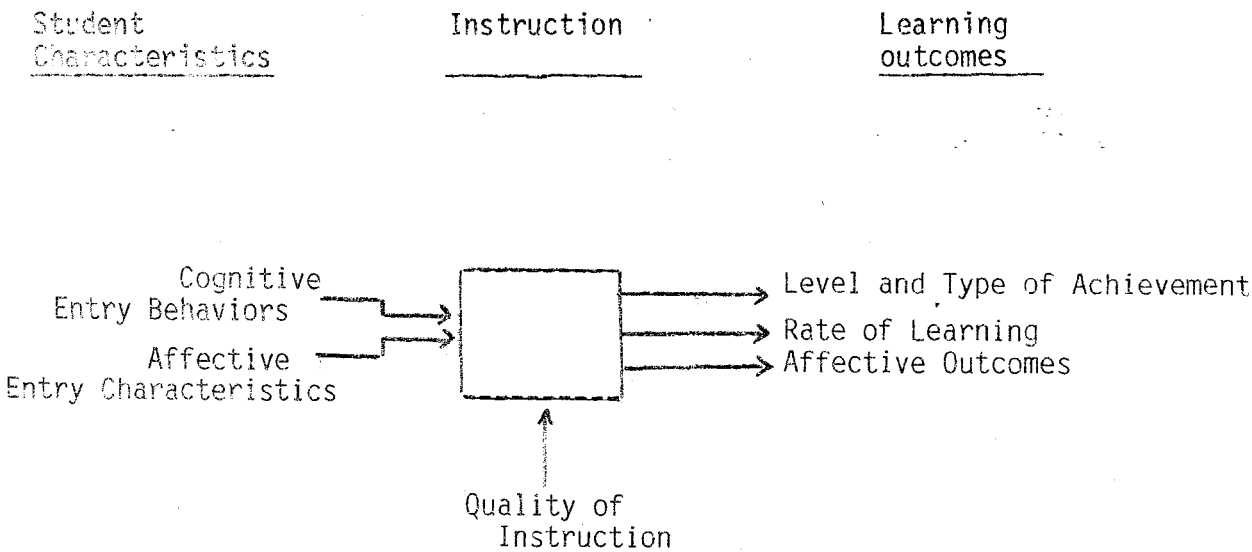 Student
Characteristics
Instruction
Learning
outcomes
Cognitive
Entry Behaviors
Affective
Entry Characteristics
Level and Type of Achievement
Rate of Learning
Affective Outcomes
Quality of
Instruction